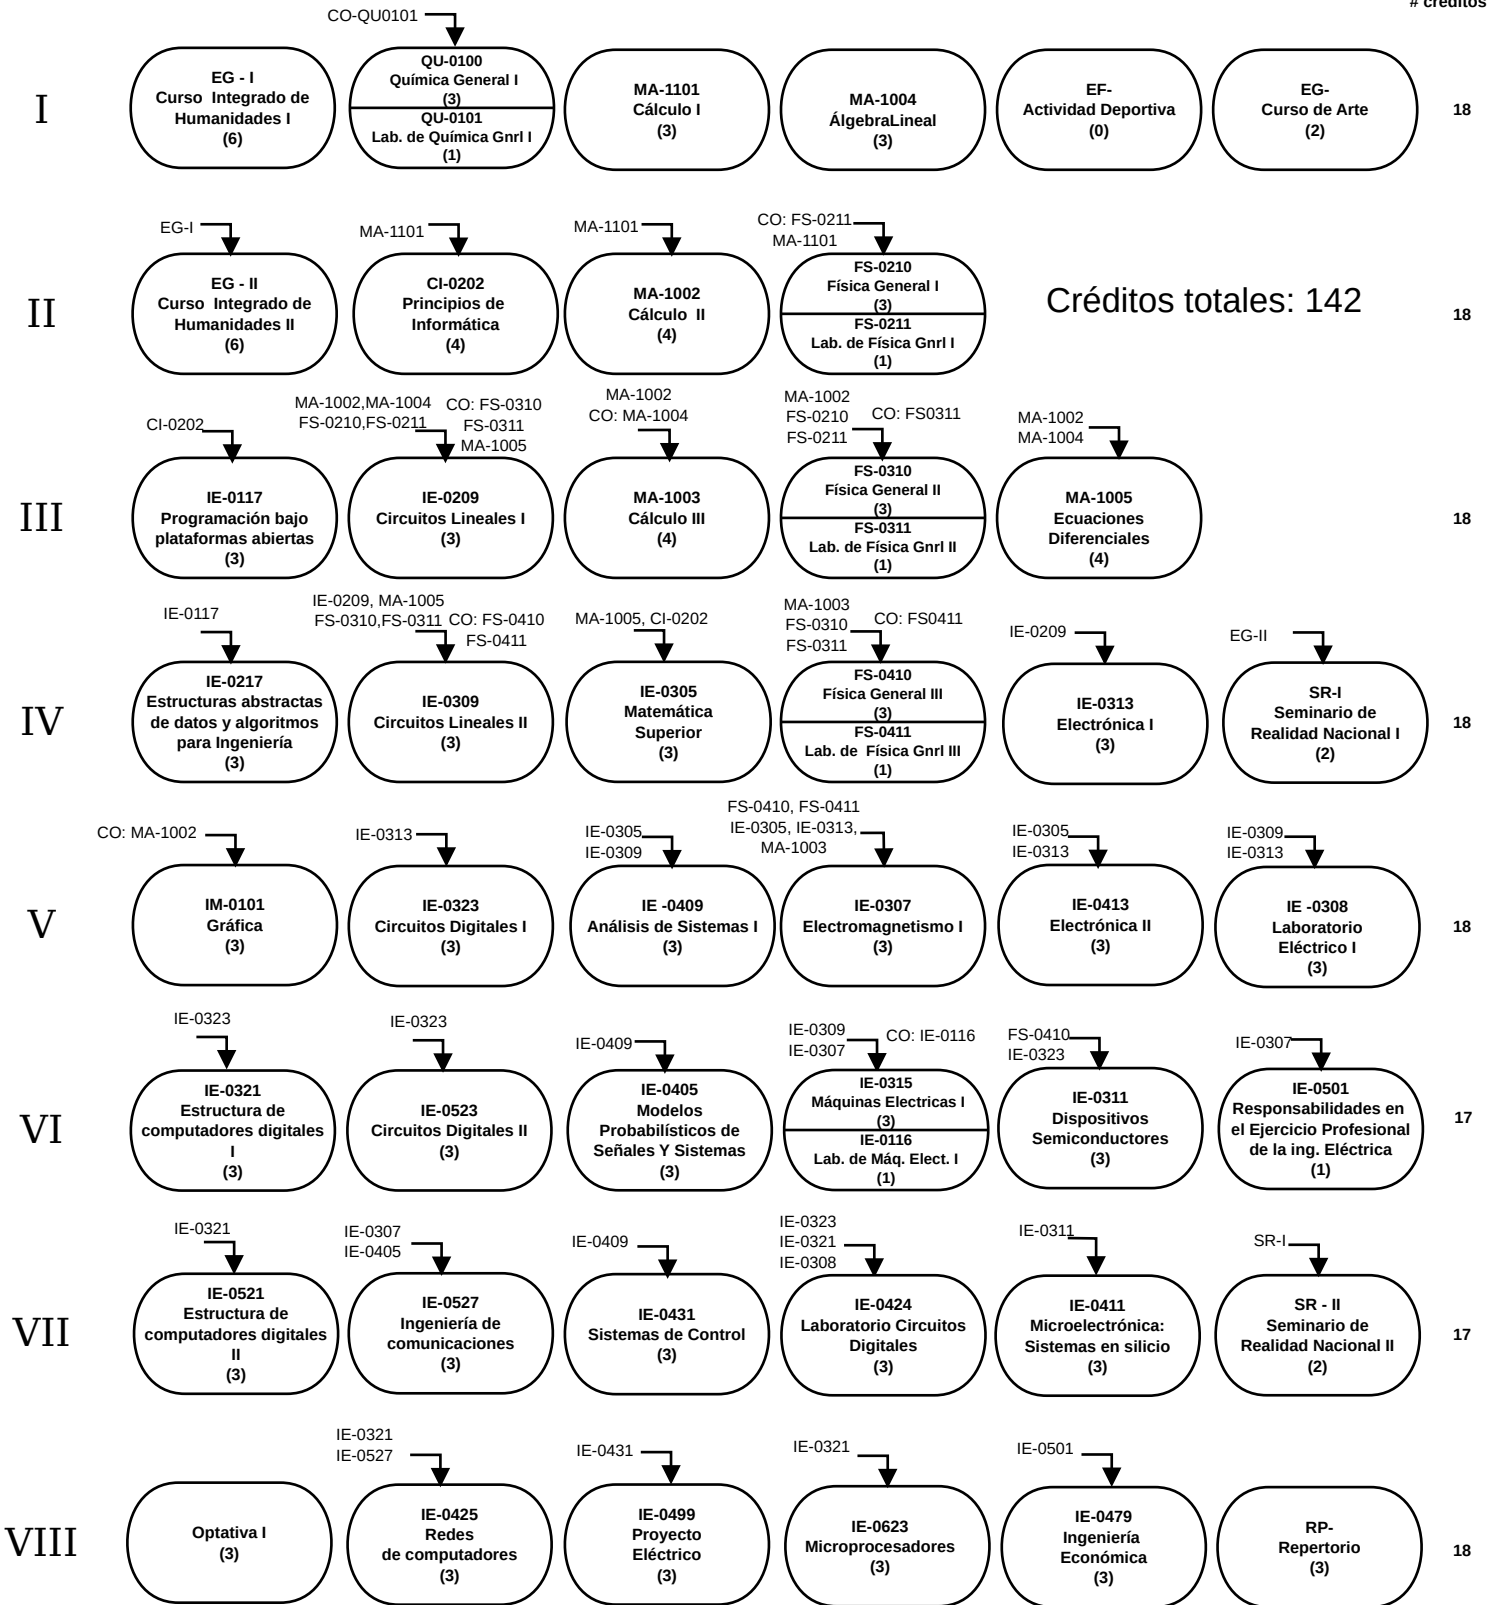 # créditos
CO-QU0101
I
EG - I
Curso Integrado de
Humanidades I
(6)
QU-0100
Química General I
(3)
QU-0101
Lab. de Química Gnrl I
(1)
MA-1101
Cálculo I
(3)
MA-1004
ÁlgebraLineal
(3)
EF-
Actividad Deportiva
(0)
EG-
Curso de Arte
(2)
18
II
EG-I
EG - II
Curso Integrado de
Humanidades II
(6)
MA-1101
CI-0202
Principios de
Informática
(4)
MA-1101
MA-1002
Cálculo II
(4)
CO: FS-0211
MA-1101
FS-0210
Física General I
(3)
FS-0211
Lab. de Física Gnrl I
(1)
Créditos totales: 142
18
III
CI-0202
IE-0117
Programación bajo
plataformas abiertas
(3)
MA-1002,MA-1004
FS-0210,FS-0211
CO: FS-0310
FS-0311
MA-1005
IE-0209
Circuitos Lineales I
(3)
MA-1002
CO: MA-1004
MA-1003
Cálculo III
(4)
MA-1002
FS-0210
FS-0211
CO: FS0311
FS-0310
Física General II
(3)
FS-0311
Lab. de Física Gnrl II
(1)
MA-1002
MA-1004
MA-1005
Ecuaciones
Diferenciales
(4)
18
IV
IE-0117
IE-0217
Estructuras abstractas
de datos y algoritmos
para Ingeniería
(3)
IE-0209, MA-1005
FS-0310,FS-0311
CO: FS-0410
FS-0411
IE-0309
Circuitos Lineales II
(3)
MA-1005, CI-0202
IE-0305
Matemática
Superior
(3)
MA-1003
FS-0310
FS-0311
CO: FS0411
FS-0410
Física General III
(3)
FS-0411
Lab. de Física Gnrl III
(1)
IE-0209
IE-0313
Electrónica I
(3)
EG-II
SR-I
Seminario de
Realidad Nacional I
(2)
18
V
CO: MA-1002
IM-0101
Gráfica
(3)
IE-0313
IE-0323
Circuitos Digitales I
(3)
IE-0305
IE-0309
IE -0409
Análisis de Sistemas I
(3)
FS-0410, FS-0411
IE-0305, IE-0313,
MA-1003
IE-0307
Electromagnetismo I
(3)
IE-0305
IE-0313
IE-0413
Electrónica II
(3)
IE-0309
IE-0313
IE -0308
Laboratorio
Eléctrico I
(3)
18
VI
IE-0323
IE-0321
Estructura de
computadores digitales
I
(3)
IE-0323
IE-0523
Circuitos Digitales II
(3)
IE-0409
IE-0405
Modelos
Probabilísticos de
Señales Y Sistemas
(3)
IE-0309
IE-0307
CO: IE-0116
IE-0315
Máquinas Electricas I
(3)
IE-0116
Lab. de Máq. Elect. I
(1)
FS-0410
IE-0323
IE-0311
Dispositivos
Semiconductores
(3)
IE-0307
IE-0501
Responsabilidades en
el Ejercicio Profesional
de la ing. Eléctrica
(1)
17
VII
IE-0321
IE-0521
Estructura de
computadores digitales
II
(3)
IE-0307
IE-0405
IE-0527
Ingeniería de
comunicaciones
(3)
IE-0409
IE-0431
Sistemas de Control
(3)
IE-0323
IE-0321
IE-0308
IE-0424
Laboratorio Circuitos
Digitales
(3)
IE-0311
IE-0411
Microelectrónica:
Sistemas en silicio
(3)
SR-I
SR - II
Seminario de
Realidad Nacional II
(2)
17
VIII
Optativa I
(3)
IE-0321
IE-0527
IE-0425
Redes
de computadores
(3)
IE-0431
IE-0499
Proyecto
Eléctrico
(3)
IE-0321
IE-0623
Microprocesadores
(3)
IE-0501
IE-0479
Ingeniería
Económica
(3)
RP-
Repertorio
(3)
18